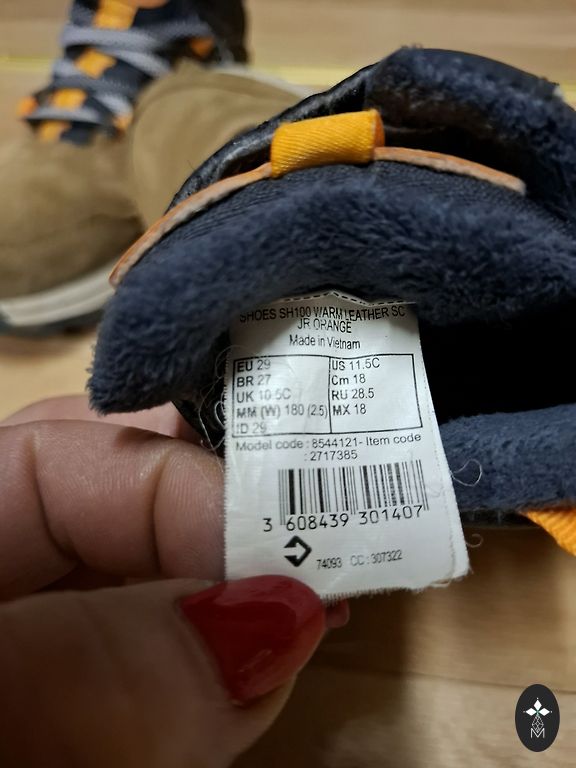 SHOES SH100 WARM LEATHER SC
JR ORANGE
Made in Vietnam
EU 29 US 11.5C
BR 27 Cm 18
UK 10.5C RU 28.5
MM (W) 180 (2.5) MX 18
ID 29
Model code : 8544121- Item code
: 2717385
3 608439 301407
74093 CC : 307322
M